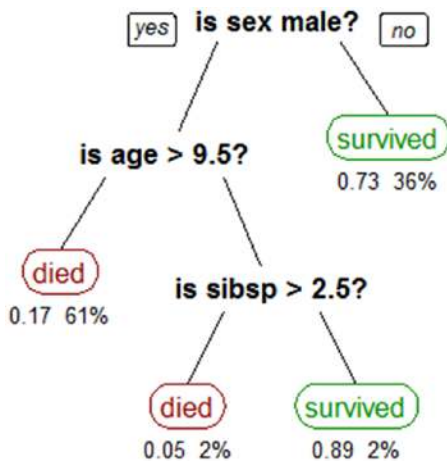 yes is sex male? no
survived
0.73 36%
is age > 9.5?
died
0.17 61%
is sibsp > 2.5?
died survived
0.05 2% 0.89 2%